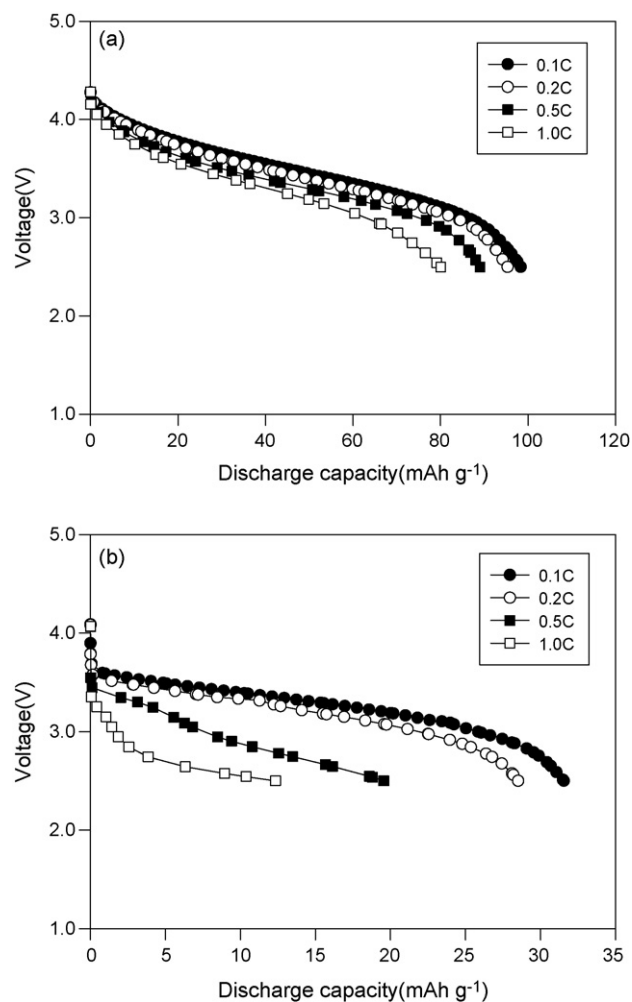 (a)
5.0
4.0
3.0
2.0
1.0
Voltage(V)
0.1C
0.2C
0.5C
1.0C
0 20 40 60 80 100 120
Discharge capacity(mAh g-1)
(b)
5.0
4.0
3.0
2.0
1.0
Voltage(V)
0.1C
0.2C
0.5C
1.0C
0 5 10 15 20 25 30 35
Discharge capacity(mAh g-1)